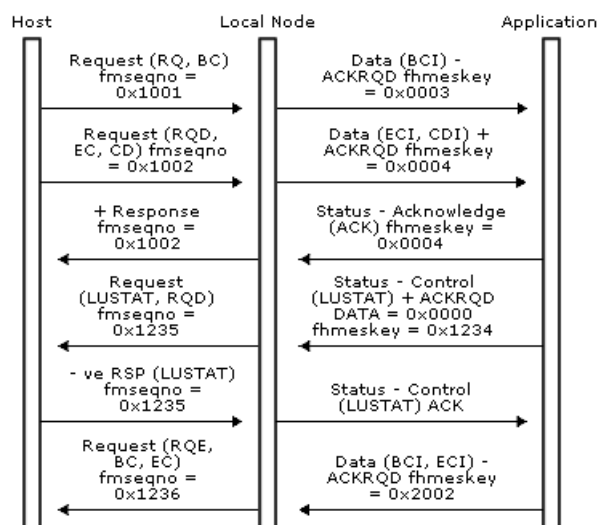 Host
Local Node
Application
Request (RQ, BC)
fmseqno =
0x1001
Data (BCI) -
ACKRQD fhmeskey
= 0x0003
Request (RQD,
EC, CD) fmseqno
= 0x1002
Data (ECI, CDI) +
ACKRQD fhmeskey
= 0x0004
+ Response
fmseqno =
0x1002
Status - Acknowledge
(ACK) fhmeskey =
0x0004
Request
(LUSTAT, RQD)
fmseqno =
0x1235
Status - Control
(LUSTAT) + ACKRQD
DATA = 0x0000
fhmeskey = 0x1234
- ve RSP (LUSTAT)
fmseqno =
0x1235
Status - Control
(LUSTAT) ACK
Request (RQE,
BC, EC)
fmseqno =
0x1236
Data (BCI, ECI) -
ACKRQD fhmeskey
= 0x2002